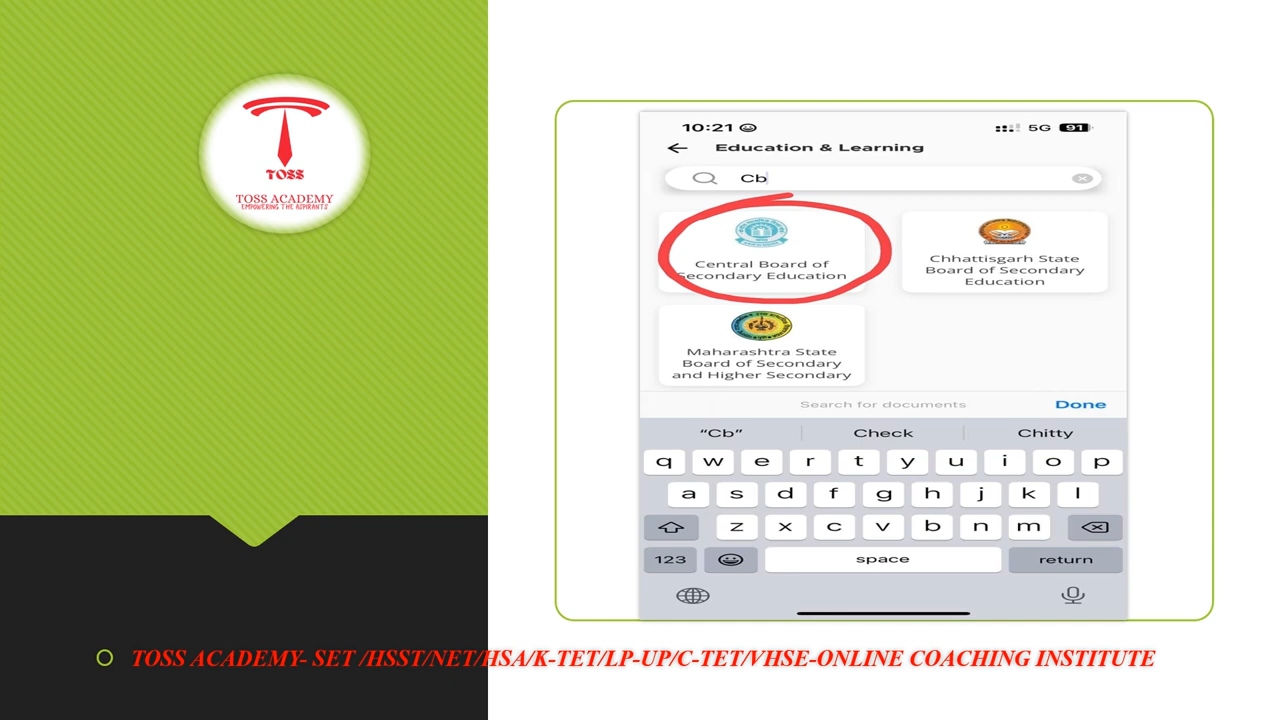 TOSS
TOSS ACADEMY
EMPOWERING THE ASPIRANTS
10:21
5G 91
Education & Learning
Cb
Central Board of
Secondary Education
Chhattisgarh State
Board of Secondary
Education
Maharashtra State
Board of Secondary
and Higher Secondary
Search for documents Done
“Cb” Check Chitty
q w e r t y u i o p
a s d f g h j k l
z x c v b n m
123 space return
TOSS ACADEMY- SET /HSST/NET/HSA/K-TET/LP-UP/C-TET/VHSE-ONLINE COACHING INSTITUTE